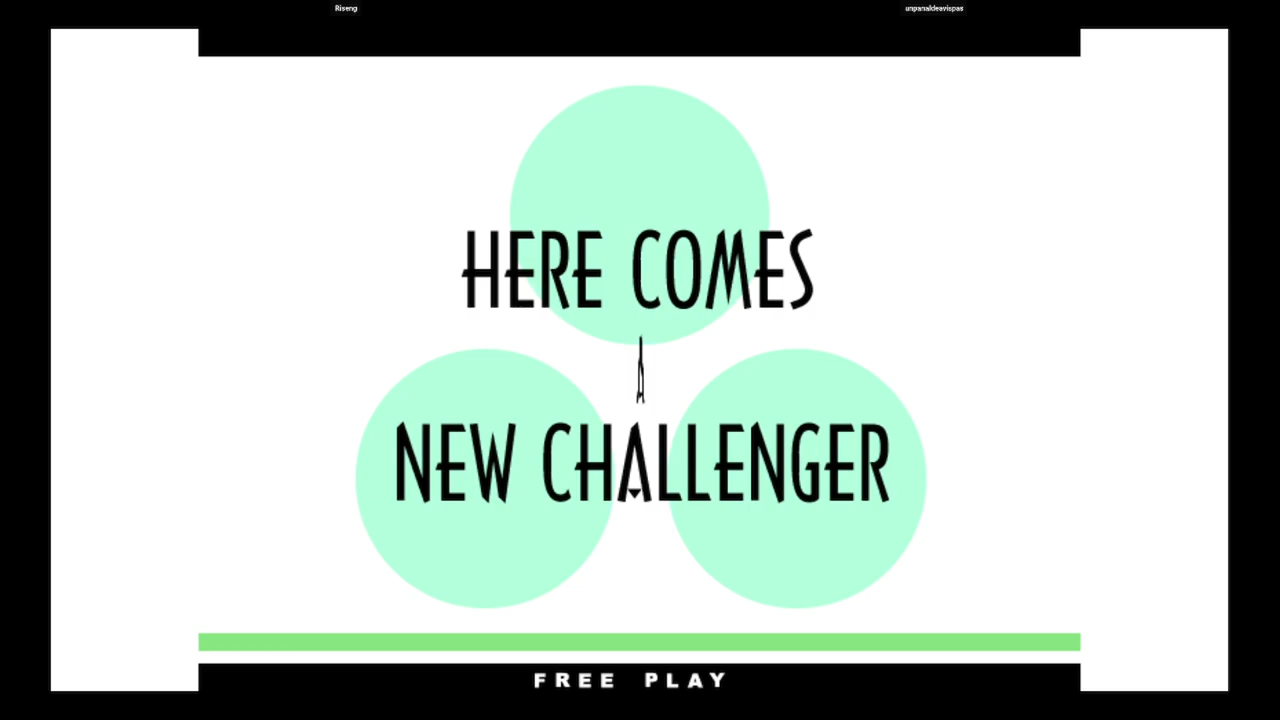 Riseng unpanaldeavispas
HERE COMES
A
NEW CHALLENGER
FREE PLAY